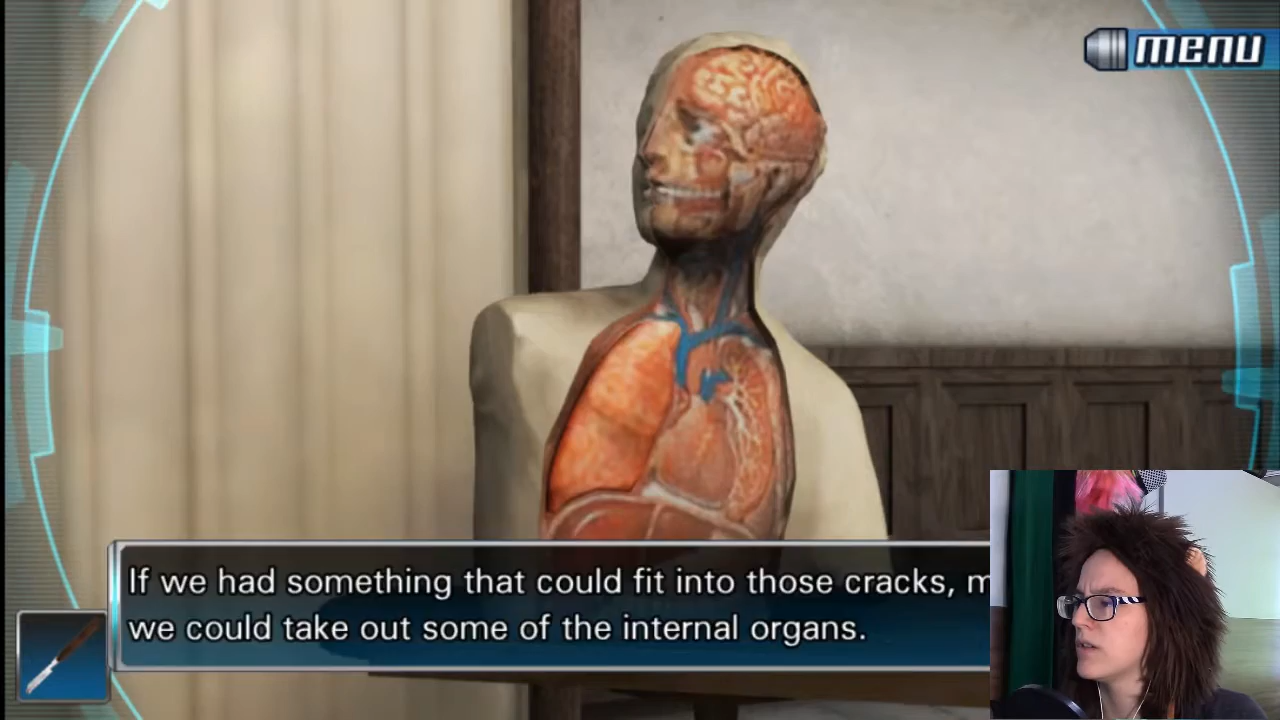 menu
If we had something that could fit into those cracks,
we could take out some of the internal organs.